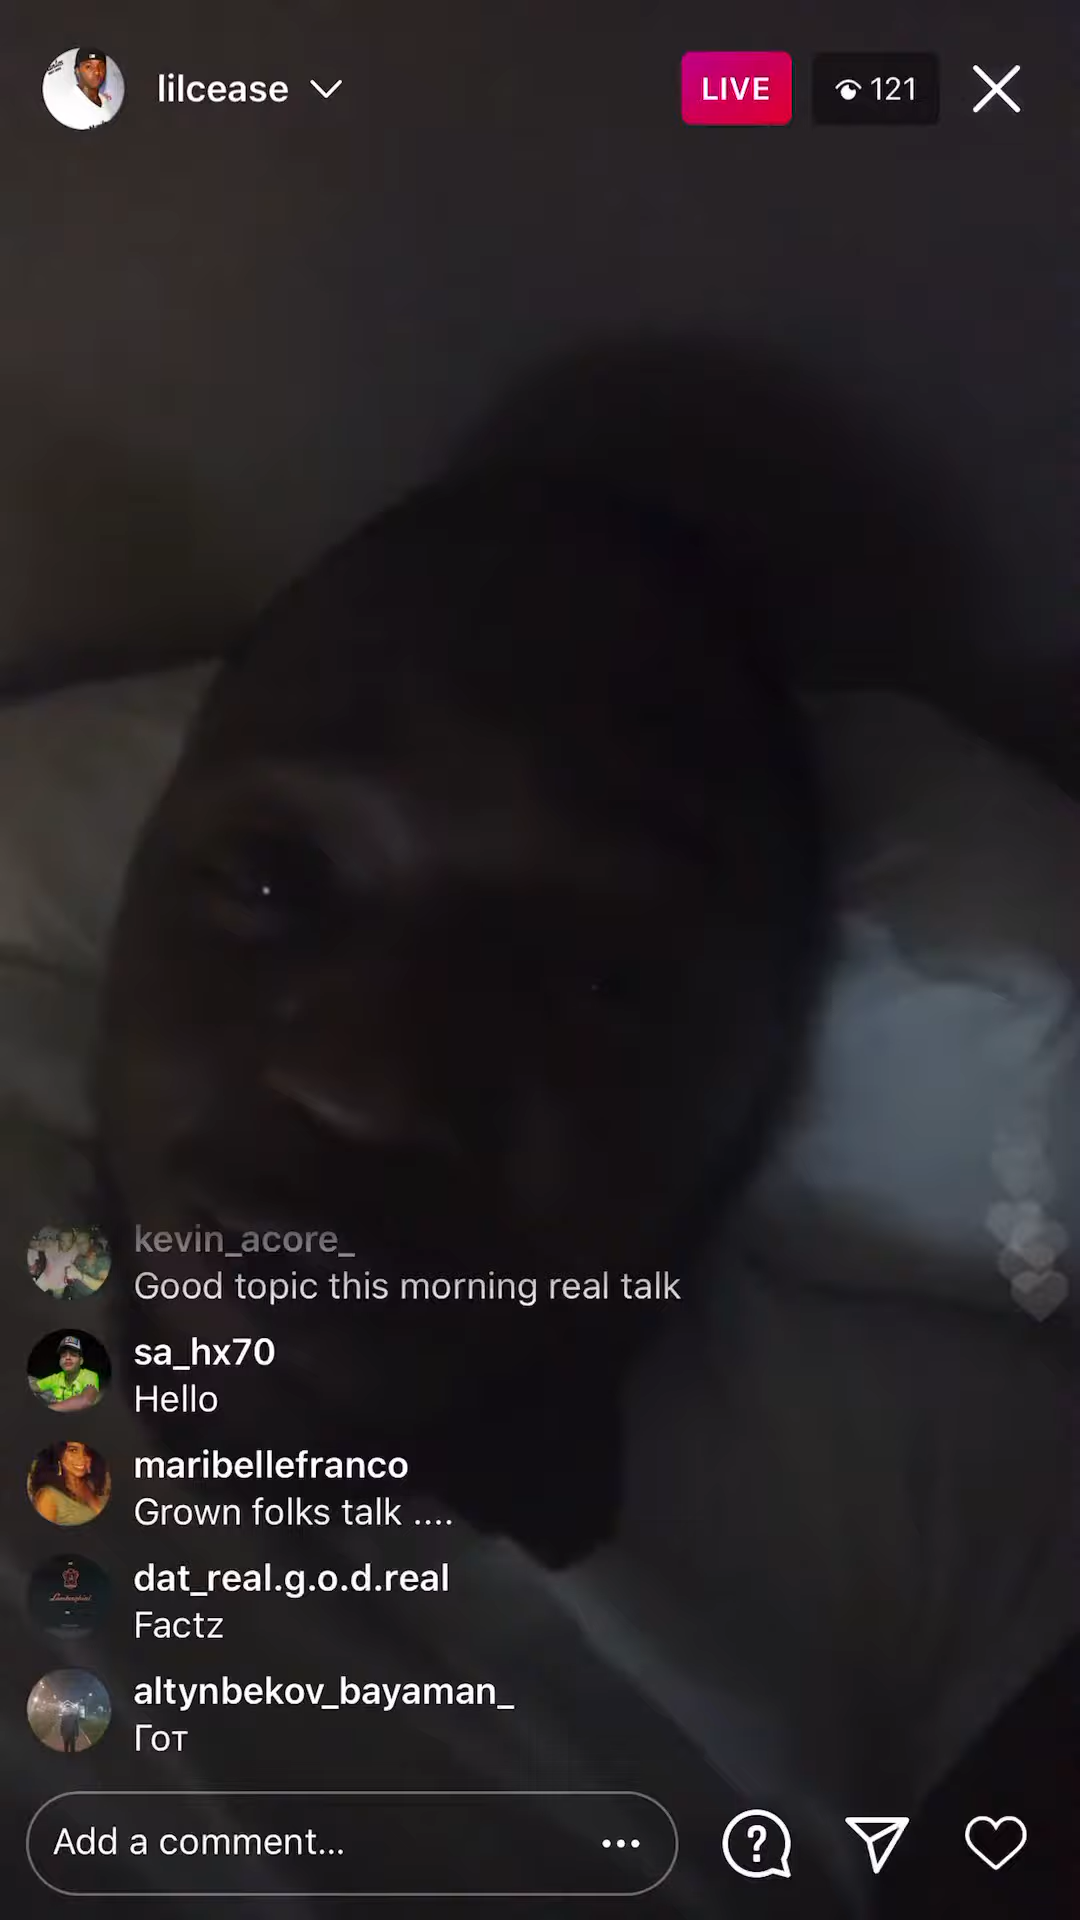 lilcease
LIVE
121
kevin_acore_
Good topic this morning real talk
sa_hx70
Hello
maribellefranco
Grown folks talk ....
dat_real.g.o.d.real
Factz
altynbekov_bayaman_
Гот
Add a comment...